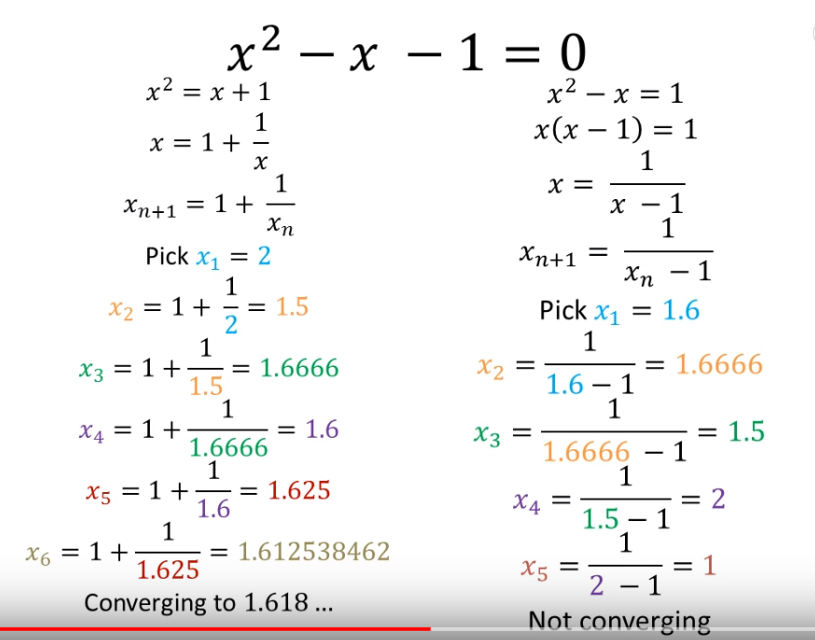 x² − x − 1 = 0
x² = x + 1
x = 1 + 1/x
xₙ₊₁ = 1 + 1/xₙ
Pick x₁ = 2
x₂ = 1 + 1/2 = 1.5
x₃ = 1 + 1/1.5 = 1.6666
x₄ = 1 + 1/1.6666 = 1.6
x₅ = 1 + 1/1.6 = 1.625
x₆ = 1 + 1/1.625 = 1.612538462
Converging to 1.618 ...
x² − x = 1
x(x − 1) = 1
x = 1/(x − 1)
xₙ₊₁ = 1/(xₙ − 1)
Pick x₁ = 1.6
x₂ = 1/(1.6 − 1) = 1.6666
x₃ = 1/(1.6666 − 1) = 1.5
x₄ = 1/(1.5 − 1) = 2
x₅ = 1/(2 − 1) = 1
Not converging